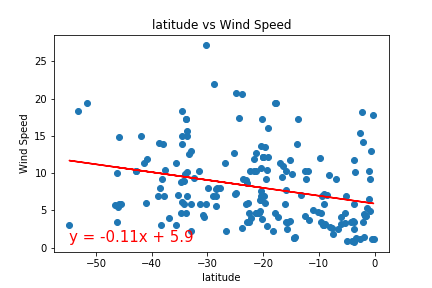 latitude vs Wind Speed
25
20
15
10
5
0
Wind Speed
y = -0.11x + 5.9
−50 −40 −30 −20 −10 0
latitude